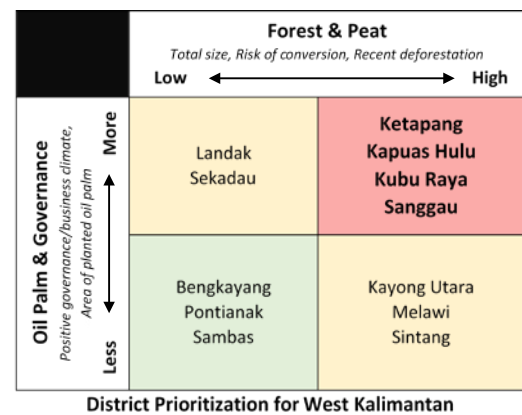 Forest & Peat
Total size, Risk of conversion, Recent deforestation
Low High
Oil Palm & Governance
Positive governance/business climate,
Area of planted oil palm
More
Less
Landak
Sekadau
Ketapang
Kapuas Hulu
Kubu Raya
Sanggau
Bengkayang
Pontianak
Sambas
Kayong Utara
Melawi
Sintang
District Prioritization for West Kalimantan